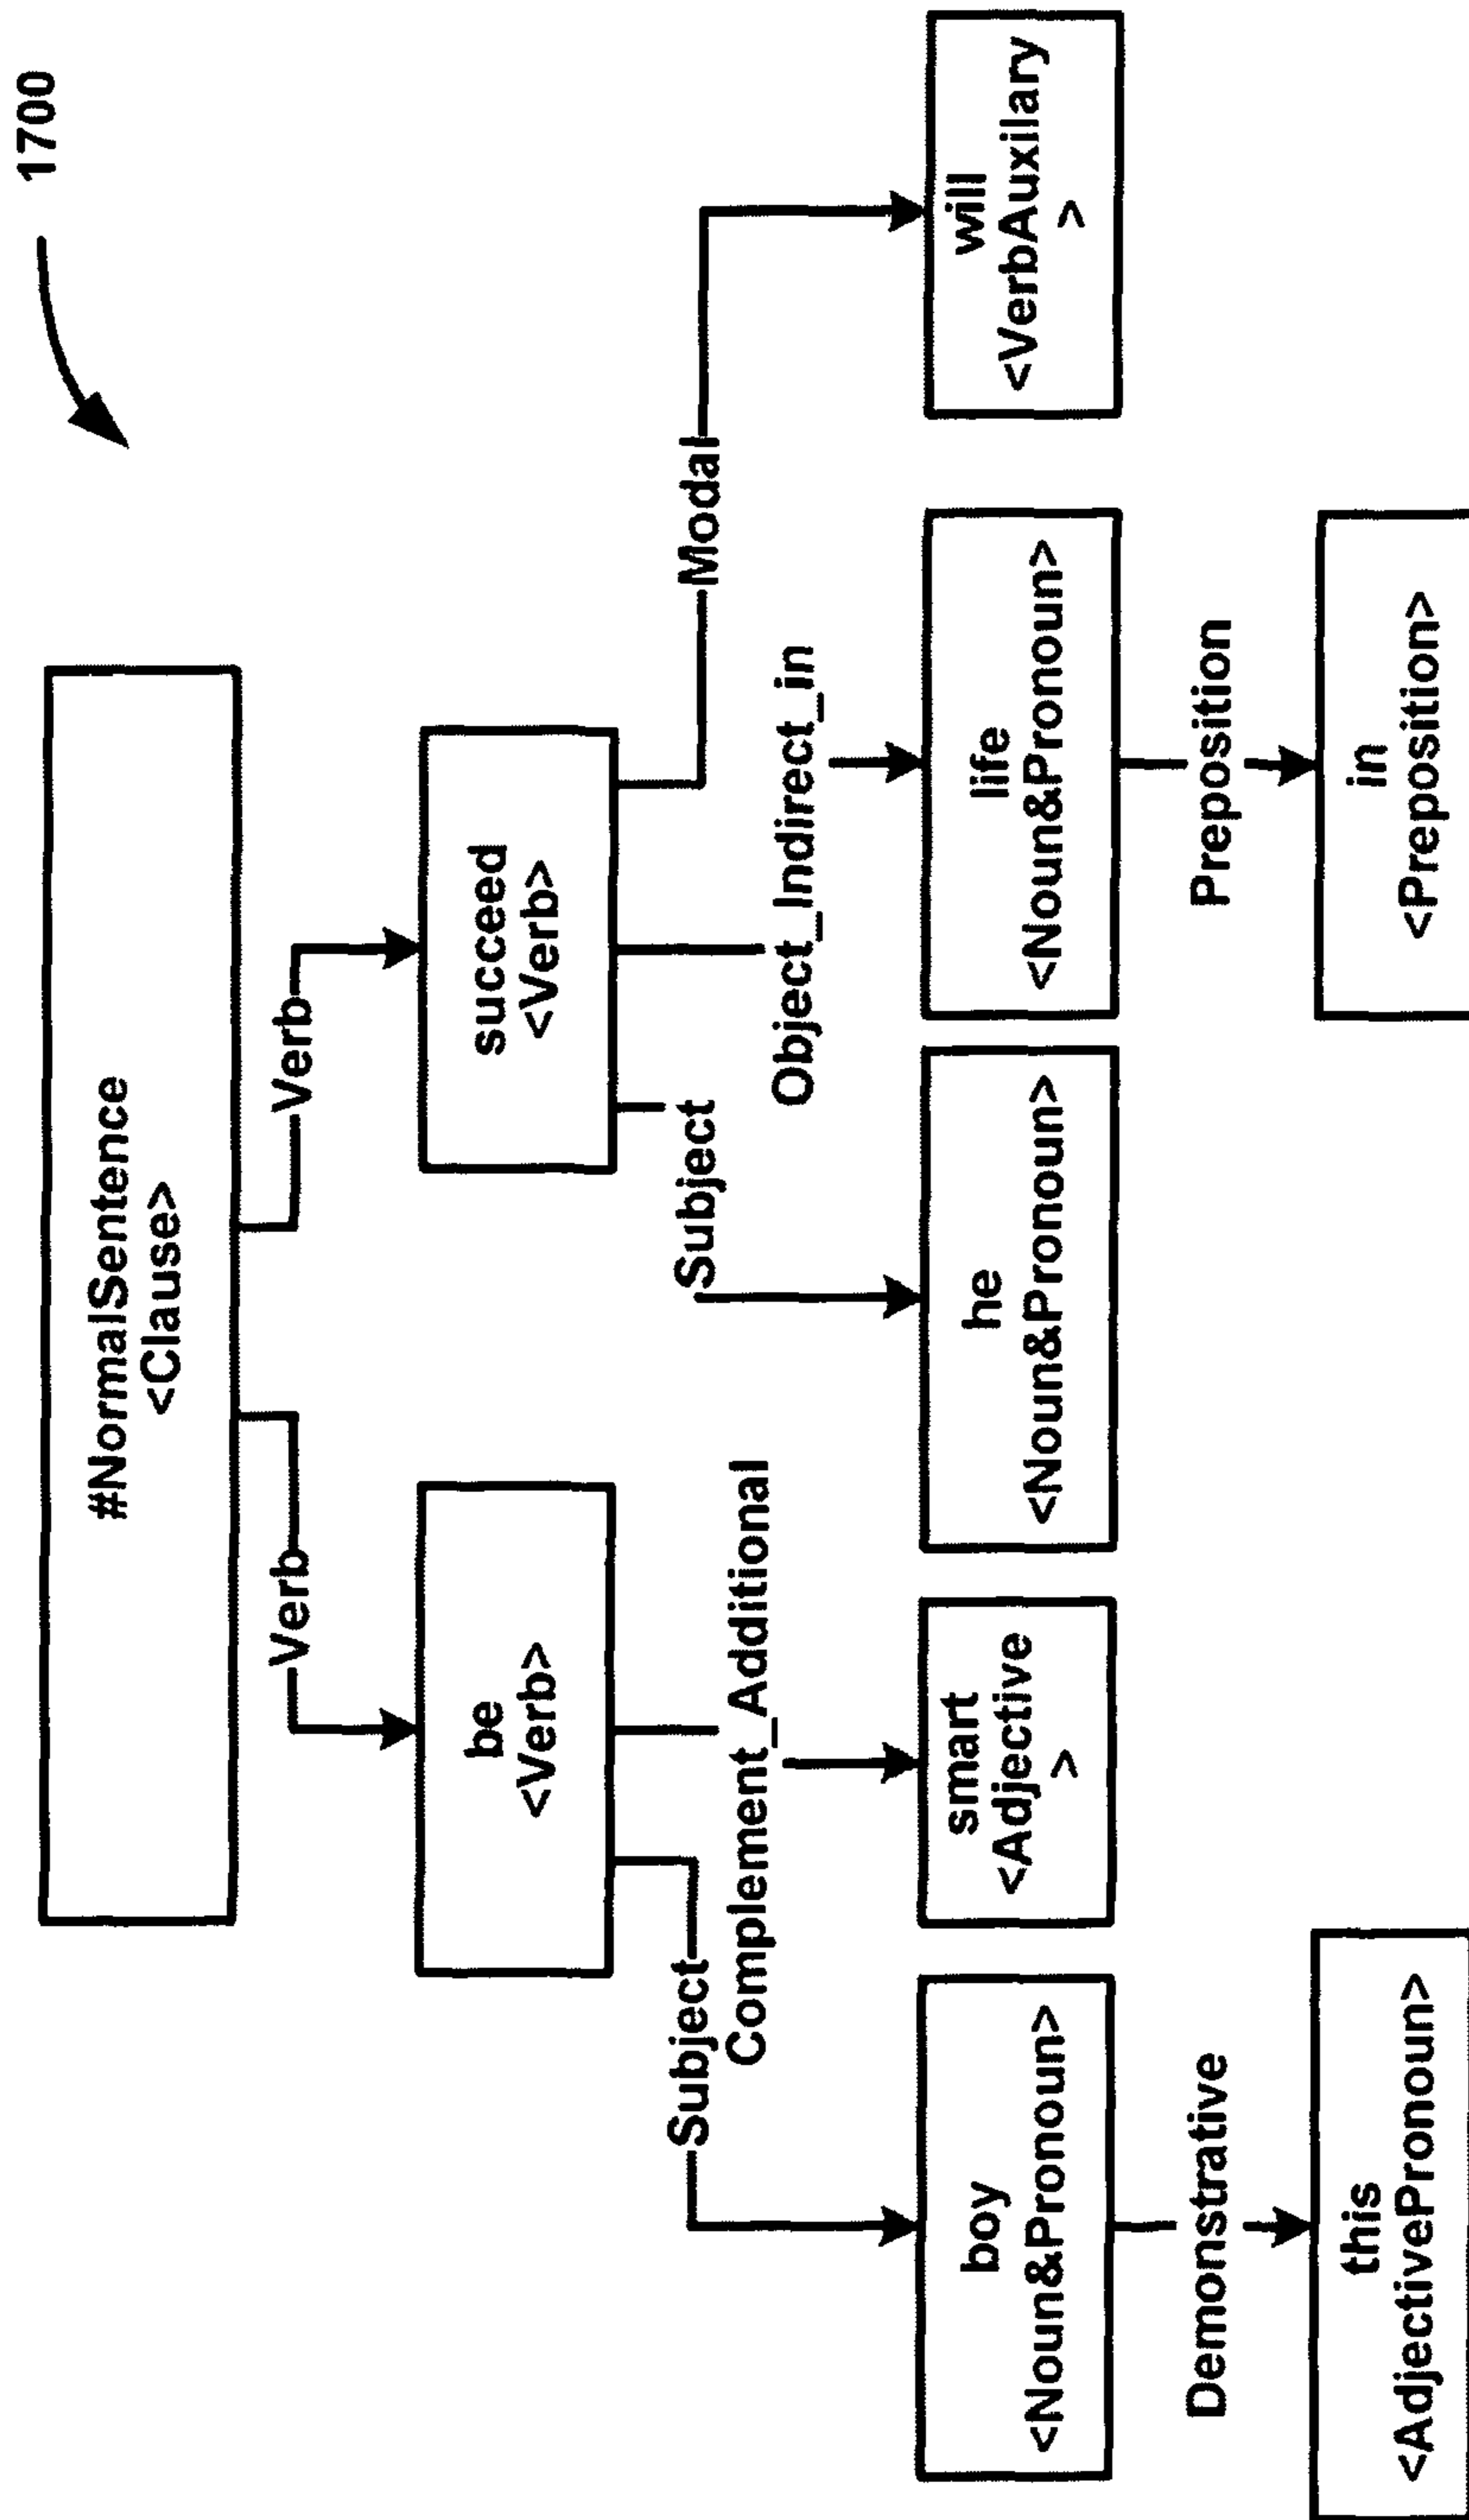 1700
#NormalSentence
<Clause>
Verb
Verb
be
<Verb>
succeed
<Verb>
Subject
Complement_Additional
Subject
Object_Indirect_in
Modal
boy
<Noun&Pronoun>
smart
<Adjective
>
he
<Noun&Pronoun>
life
<Noun&Pronoun>
will
<VerbAuxilary
>
Demonstrative
Preposition
this
<AdjectivePronoun>
in
<Preposition>